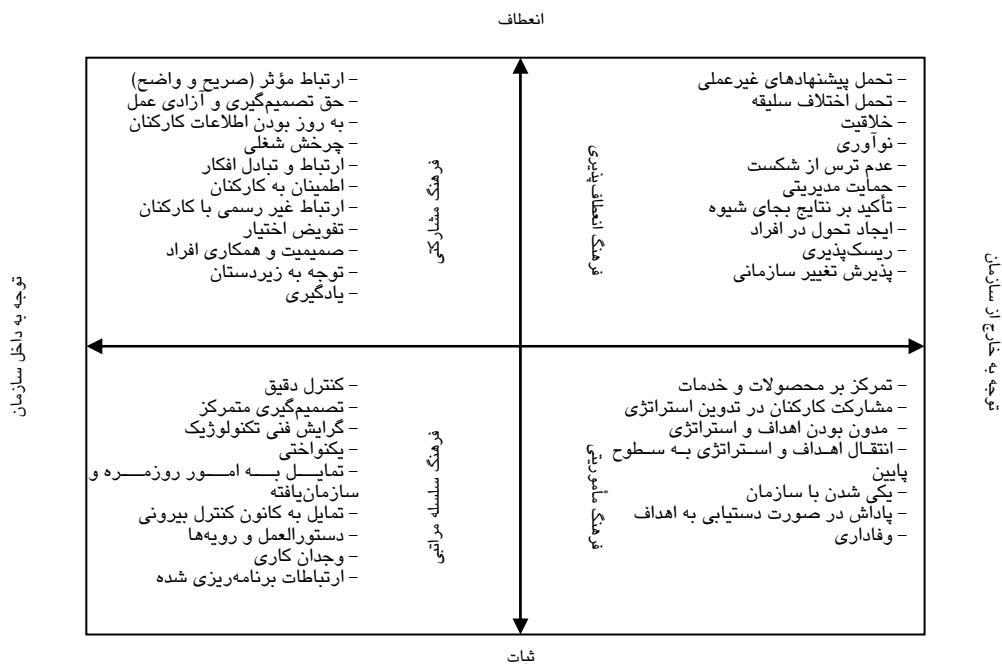 انعطاف
– تحمل پیشنهادهای غیرعملی
– تحمل اختلاف سلیقه
– خلاقیت
– نوآوری
– عدم ترس از شکست
– حمایت مدیریتی
– تأکید بر نتایج بجای شیوه
– ایجاد تحول در افراد
– ریسک‌پذیری
– پذیرش تغییر سازمانی
فرهنگ انعطاف‌پذیری
– ارتباط مؤثر (صریح و واضح)
– حق تصمیم‌گیری و آزادی عمل
– به روز بودن اطلاعات کارکنان
– چرخش شغلی
– ارتباط و تبادل افکار
– اطمینان به کارکنان
– ارتباط غیر رسمی با کارکنان
– تفویض اختیار
– صمیمیت و همکاری افراد
– توجه به زیردستان
– یادگیری
فرهنگ مشارکتی
توجه به خارج از سازمان
توجه به داخل سازمان
– تمرکز بر محصولات و خدمات
– مشارکت کارکنان در تدوین استراتژی
– مدون بودن اهداف و استراتژی
– انتقال اهداف و استراتژی به سطوح
پایین
– یکی شدن با سازمان
– پاداش در صورت دستیابی به اهداف
– وفاداری
فرهنگ مأموریتی
– کنترل دقیق
– تصمیم‌گیری متمرکز
– گرایش فنی تکنولوژیک
– یکنواختی
– تمایل به امور روزمره و
سازمان‌یافته
– تمایل به کانون کنترل بیرونی
– دستورالعمل و رویه‌ها
– وجدان کاری
– ارتباطات برنامه‌ریزی شده
فرهنگ سلسله مراتبی
ثبات